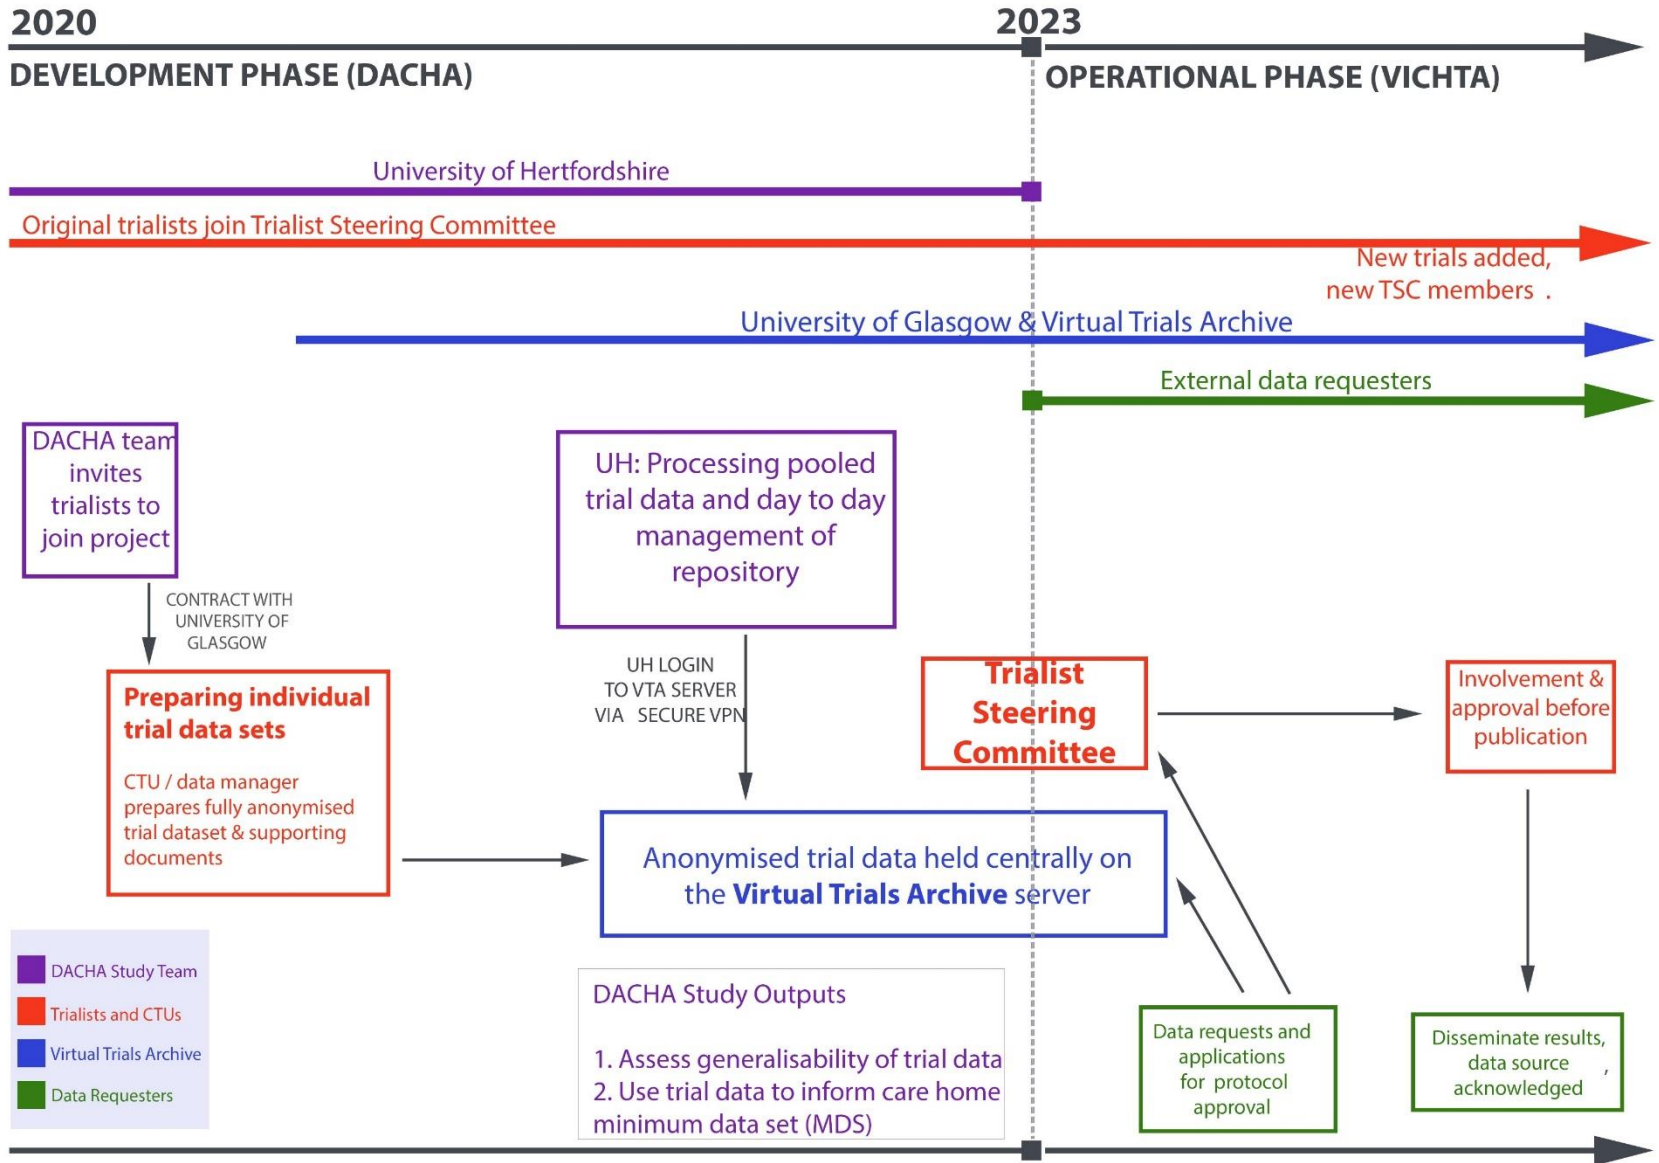 2020
2023
DEVELOPMENT PHASE (DACHA)
OPERATIONAL PHASE (VICHTA)
University of Hertfordshire
Original trialists join Trialist Steering Committee
New trials added,
new TSC members .
University of Glasgow & Virtual Trials Archive
External data requesters
DACHA team
invites
trialists to
join project
UH: Processing pooled
trial data and day to day
management of
repository
CONTRACT WITH
UNIVERSITY OF
GLASGOW
UH LOGIN
TO VTA SERVER
VIA SECURE VPN
Preparing individual
trial data sets
CTU / data manager
prepares fully anonymised
trial dataset & supporting
documents
Trialist
Steering
Committee
Involvement &
approval before
publication
Anonymised trial data held centrally on
the Virtual Trials Archive server
DACHA Study Team
Trialists and CTUs
Virtual Trials Archive
Data Requesters
DACHA Study Outputs
1. Assess generalisability of trial data
2. Use trial data to inform care home
minimum data set (MDS)
Data requests and
applications
for protocol
approval
Disseminate results,
data source ,
acknowledged